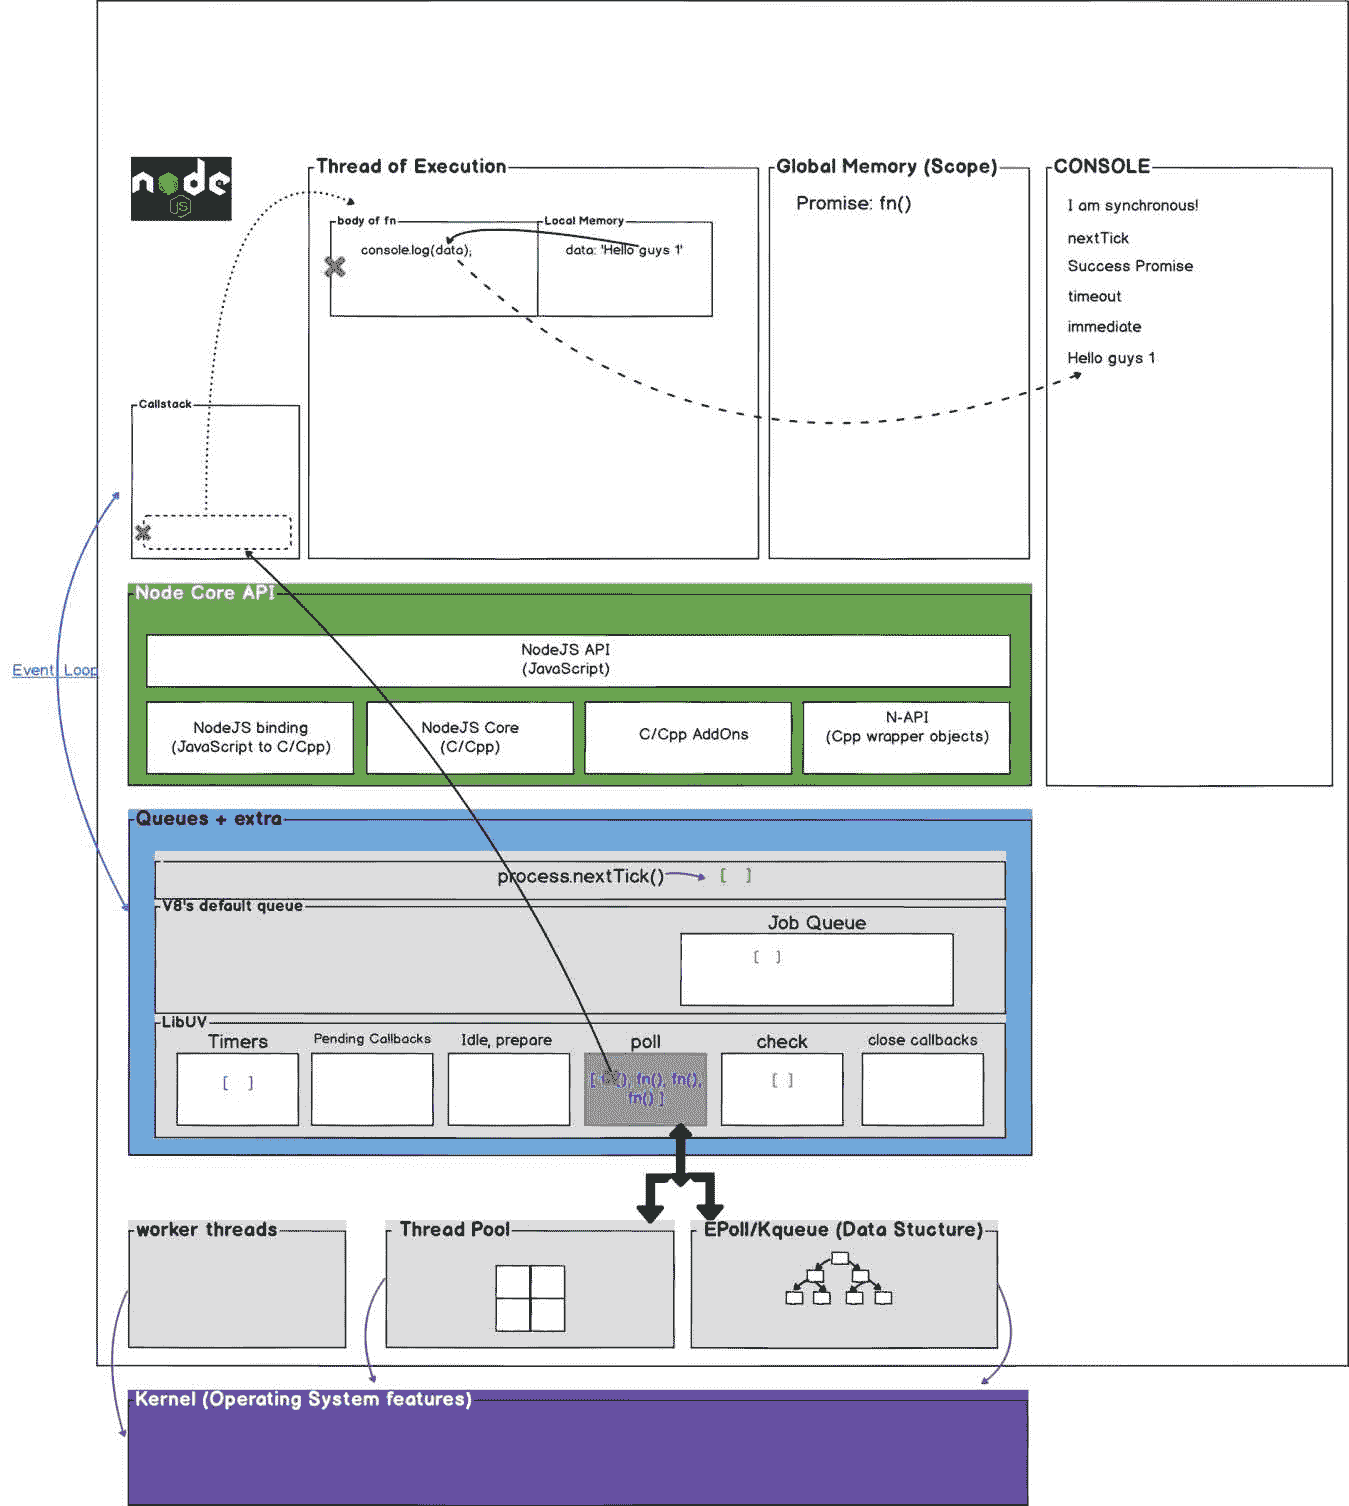 node
JS
Thread of Execution
body of fn
console.log(data);
Local Memory
data: 'Hello guys 1'
Global Memory (Scope)
Promise: fn()
CONSOLE
I am synchronous!
nextTick
Success Promise
timeout
immediate
Hello guys 1
Callstack
Event Loop
Node Core API
NodeJS API
(JavaScript)
NodeJS binding
(JavaScript to C/Cpp)
NodeJS Core
(C/Cpp)
C/Cpp AddOns
N-API
(Cpp wrapper objects)
Queues + extra
process.nextTick() [ ]
V8's default queue
Job Queue
[ ]
LibUV
Timers
[ ]
Pending Callbacks
Idle, prepare
poll
[ ), fn(), fn(),
fn() ]
check
[ ]
close callbacks
worker threads
Thread Pool
EPoll/Kqueue (Data Stucture)
Kernel (Operating System features)